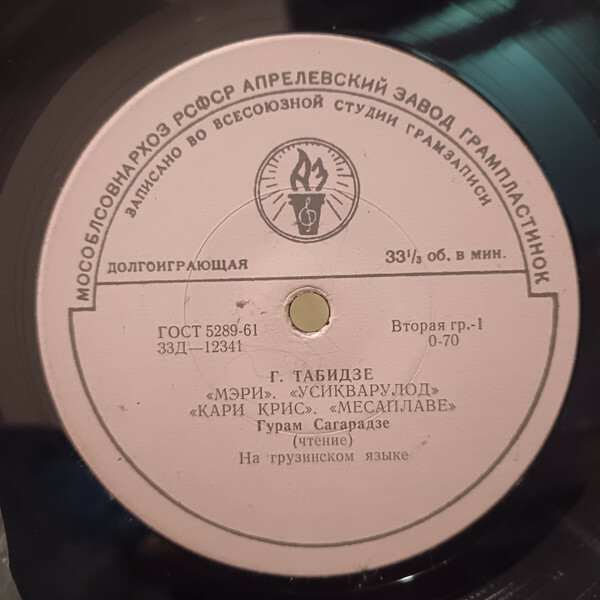 МОСОБЛСОВНАРХОЗ РСФСР АПРЕЛЕВСКИЙ ЗАВОД ГРАМПЛАСТИНОК
ЗАПИСАНО ВО ВСЕСОЮЗНОЙ СТУДИИ ГРАМЗАПИСИ
АЗ
ДОЛГОИГРАЮЩАЯ 33⅓ об. в мин.
ГОСТ 5289-61 Вторая гр.-1
33Д—12341 0-70
Г. ТАБИДЗЕ
«МЭРИ». «УСИКВАРУЛОД»
«КАРИ КРИС». «МЕСАПЛАВЕ»
Гурам Сагарадзе
(чтение)
На грузинском языке